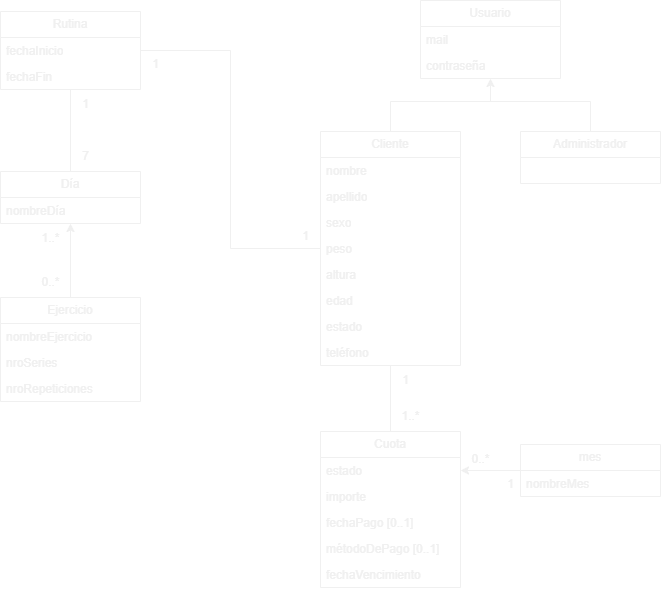 Rutina
fechaInicio
fechaFin
1
1
7
Día
nombreDía
1..*
0..*
Ejercicio
nombreEjercicio
nroSeries
nroRepeticiones
Usuario
mail
contraseña
Cliente
nombre
apellido
sexo
peso
altura
edad
estado
teléfono
1
Administrador
1
1..*
Cuota
estado
importe
fechaPago [0..1]
métodoDePago [0..1]
fechaVencimiento
0..*
1
mes
nombreMes